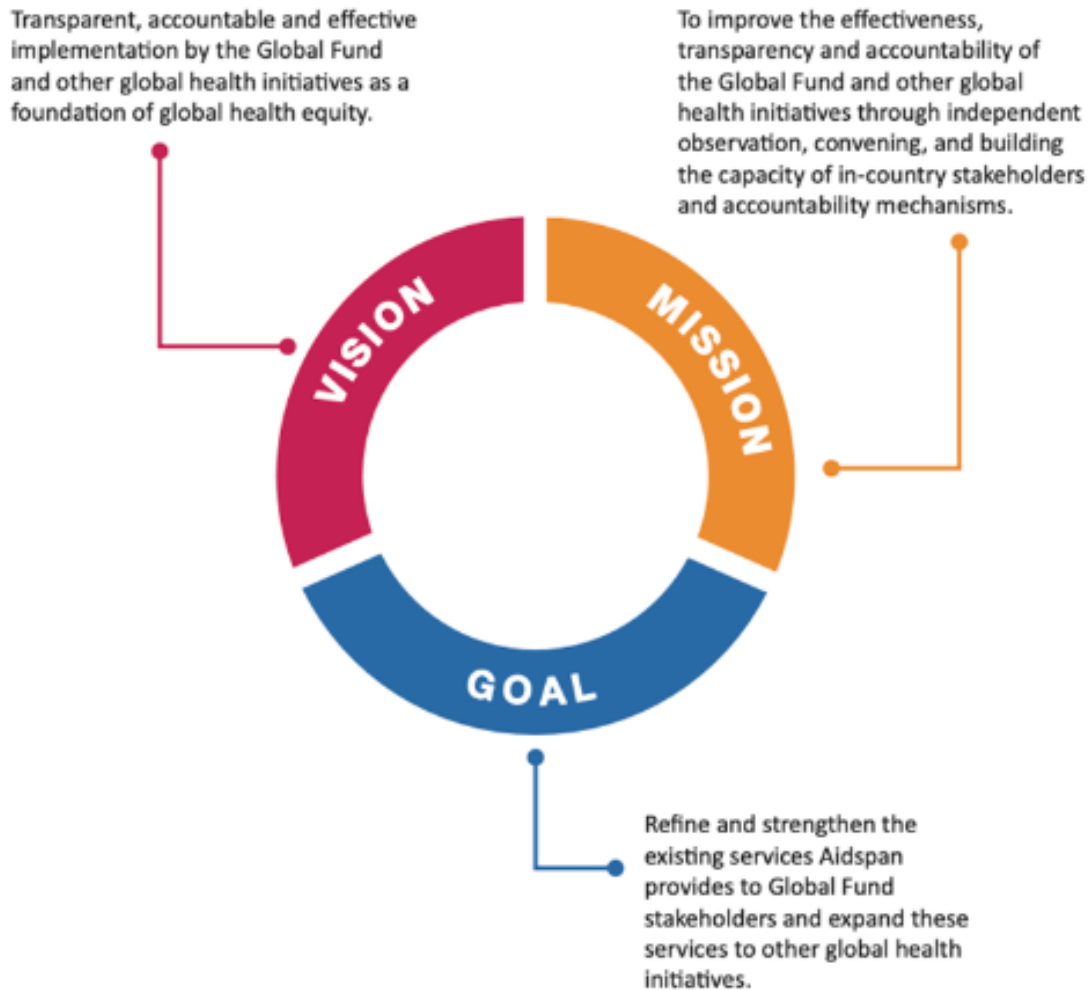 Transparent, accountable and effective
implementation by the Global Fund
and other global health initiatives as a
foundation of global health equity.
To improve the effectiveness,
transparency and accountability of
the Global Fund and other global
health initiatives through independent
observation, convening, and building
the capacity of in-country stakeholders
and accountability mechanisms.
VISION
MISSION
GOAL
Refine and strengthen the
existing services Aidspan
provides to Global Fund
stakeholders and expand these
services to other global health
initiatives.